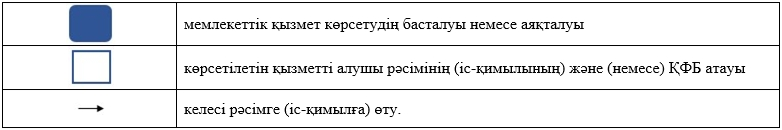 мемлекеттік қызмет көрсетудің басталуы немесе аяқталуы
көрсетілетін қызметті алушы рәсімінің (іс-қимылының) және (немесе) ҚФБ атауы
келесі рәсімге (іс-қимылға) өту.